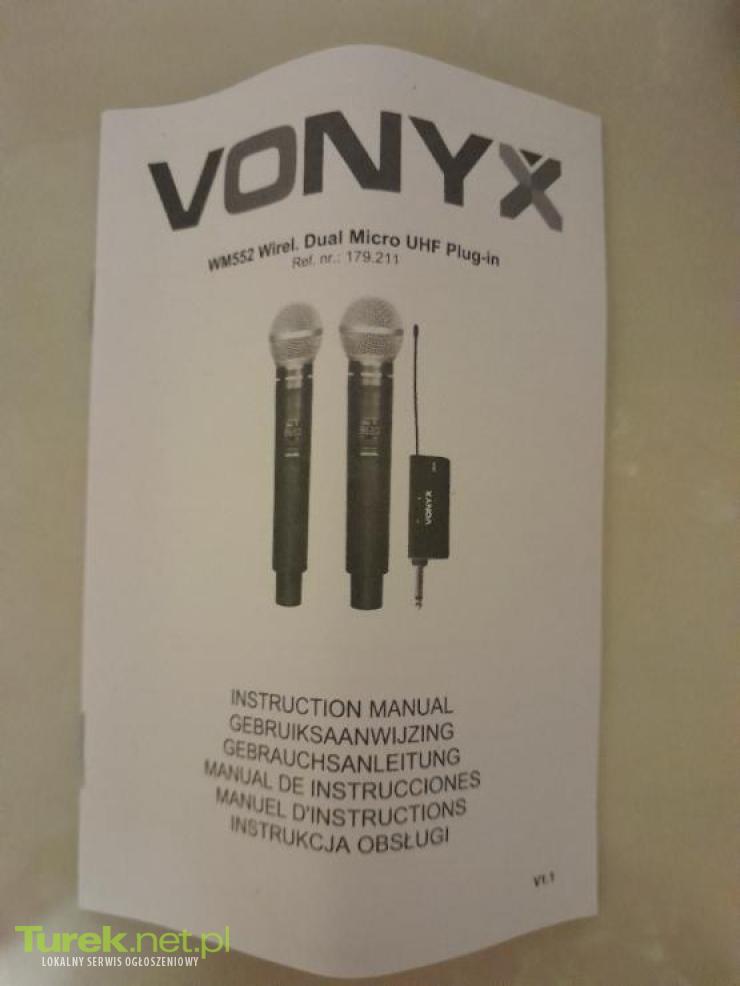 VONYX
WM552 Wirel. Dual Micro UHF Plug-in
Ref. nr.: 179.211
VONYX
INSTRUCTION MANUAL
GEBRUIKSAANWIJZING
GEBRAUCHSANLEITUNG
MANUAL DE INSTRUCCIONES
MANUEL D'INSTRUCTIONS
INSTRUKCJA OBSŁUGI
V1.1
Turek.net.pl
LOKALNY SERWIS OGŁOSZENIOWY